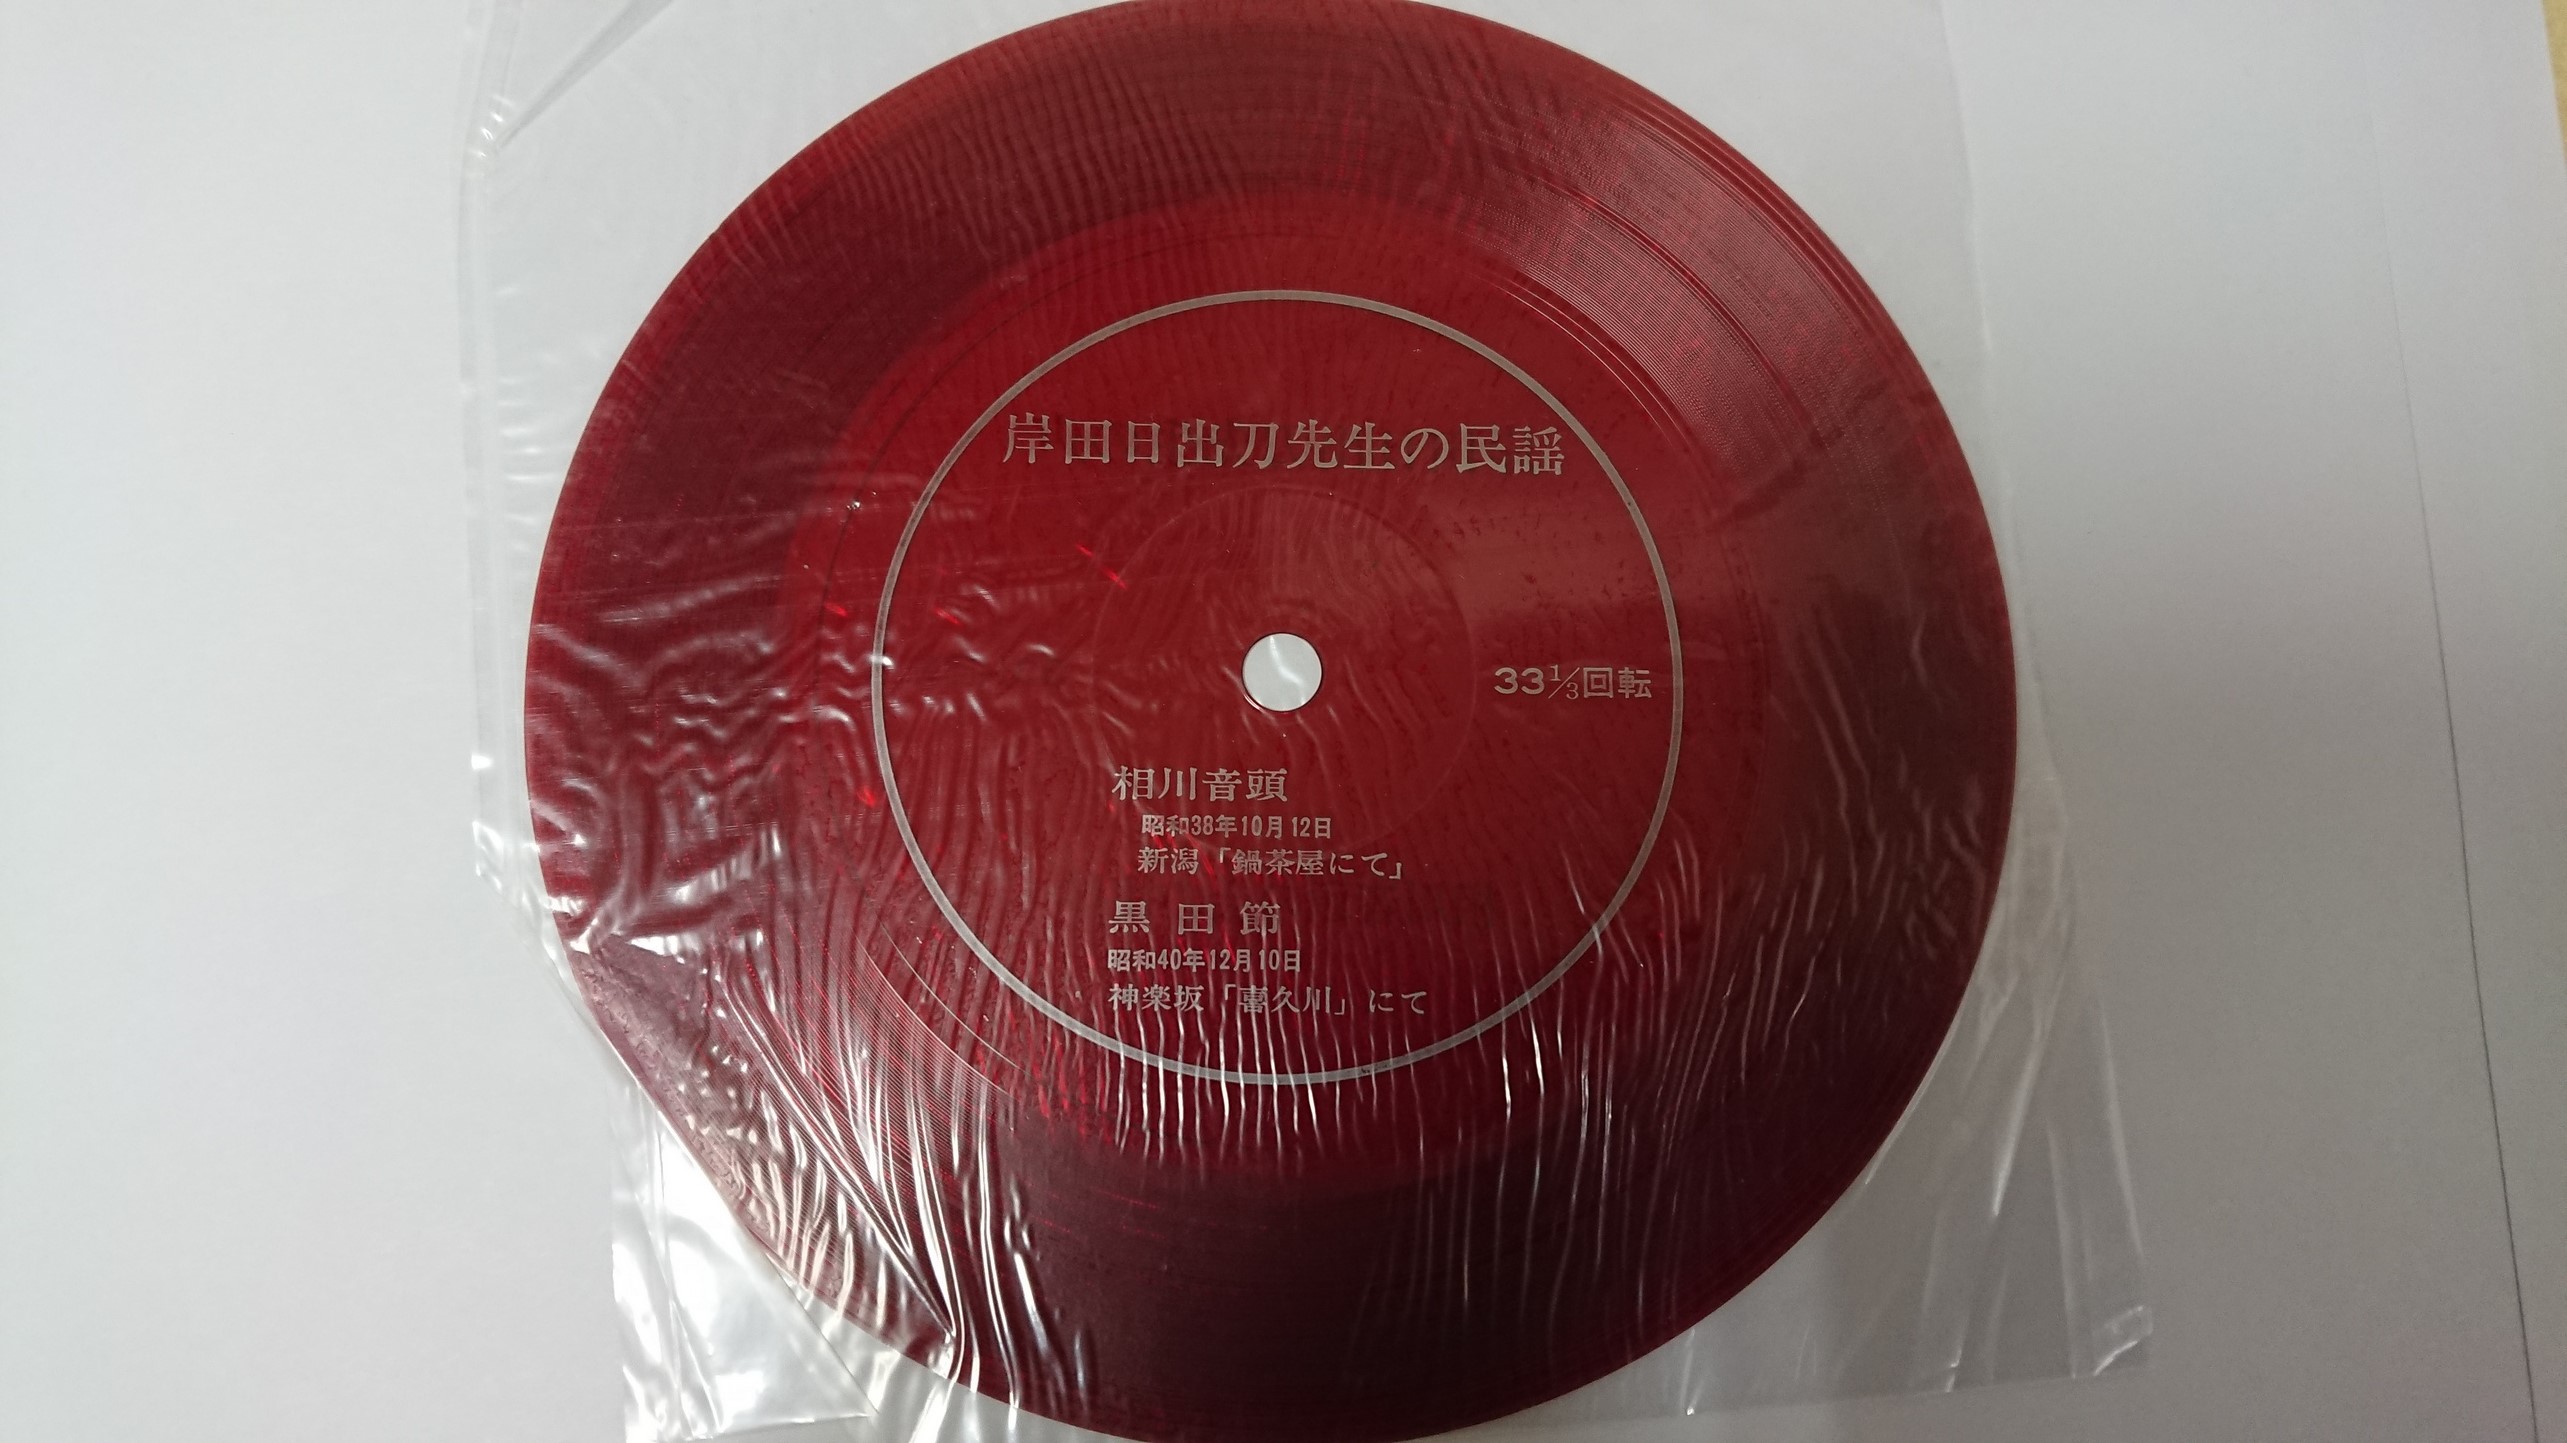 岸田日出刀先生の民謡
33⅓回転
相川音頭
昭和38年10月12日
新潟「鍋茶屋にて」
黒田節
昭和40年12月10日
神楽坂「喜久川」にて